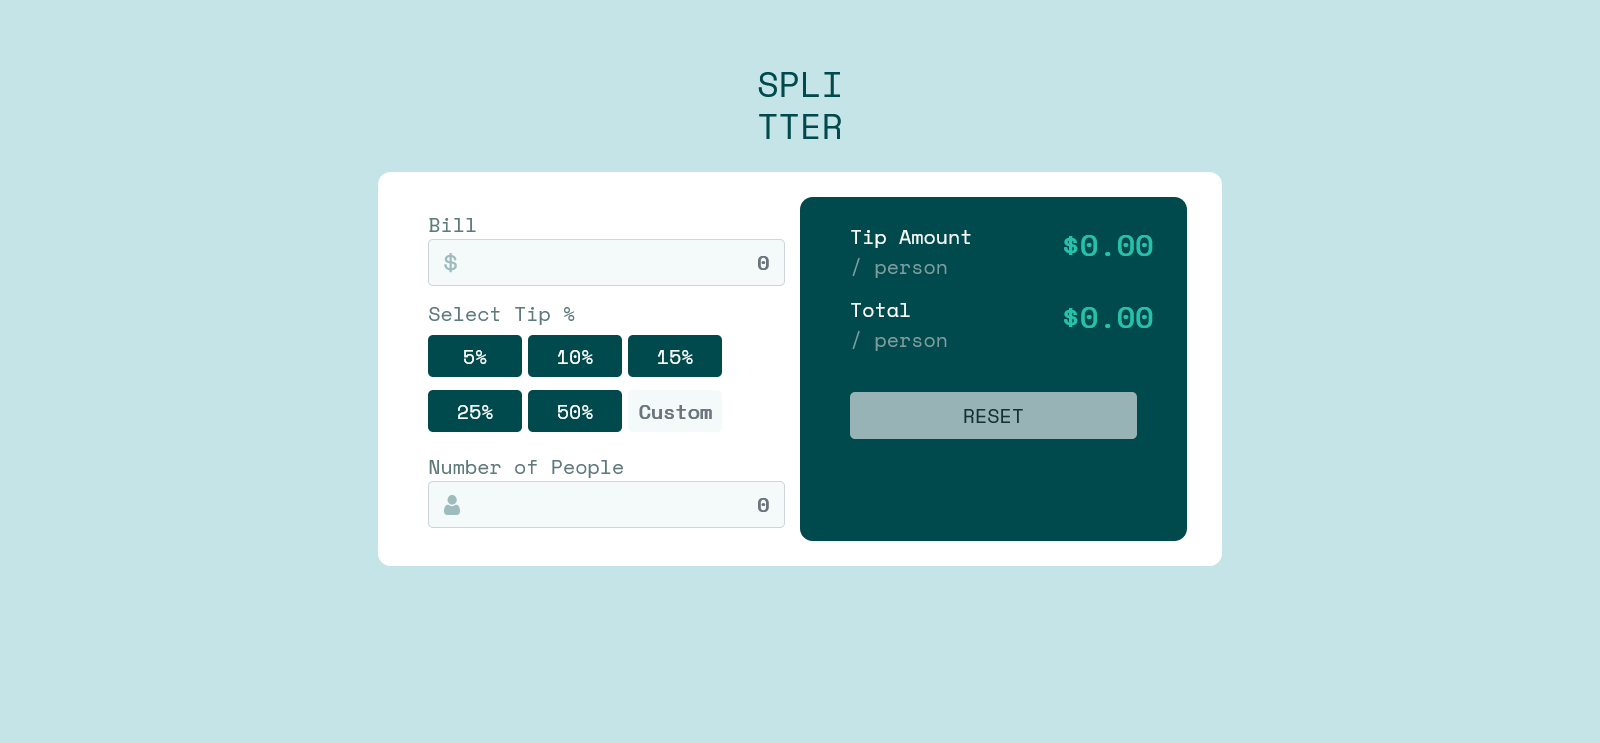 SPLI
TTER
Bill
$ 0
Select Tip %
5% 10% 15%
25% 50% Custom
Number of People
0
Tip Amount
/ person
$0.00
Total
/ person
$0.00
RESET